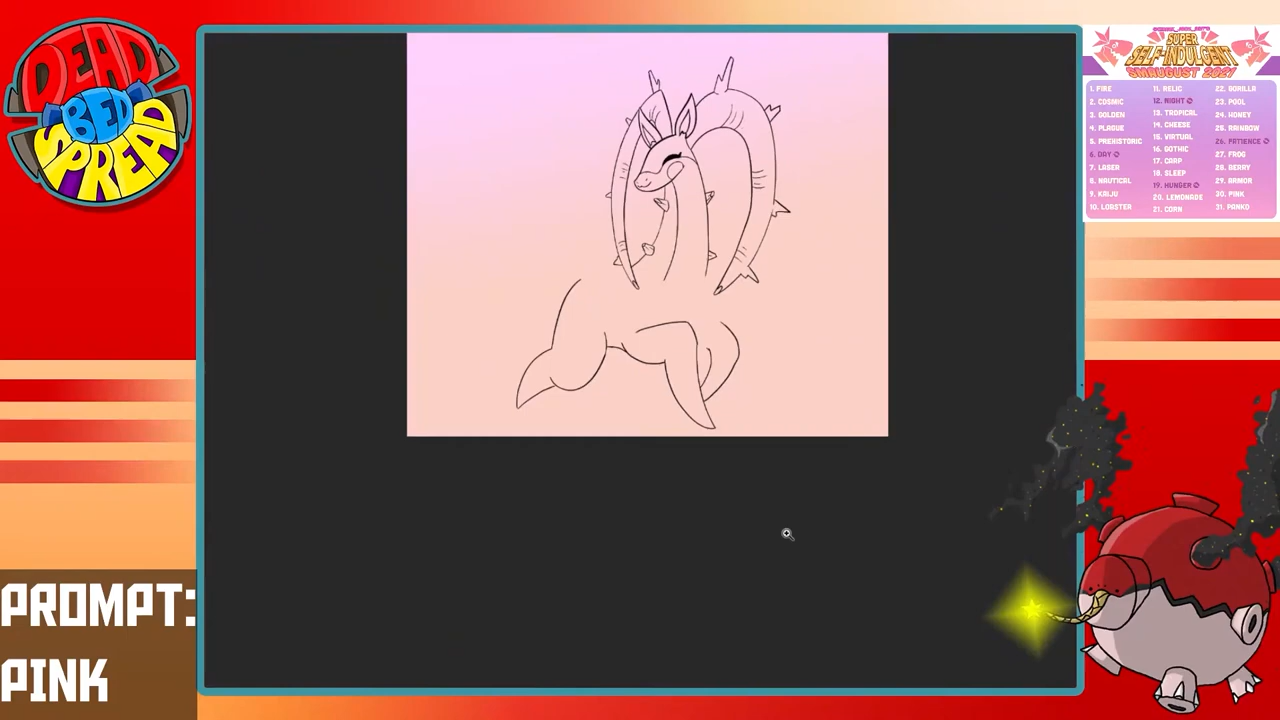 DEAD
BED
SPREAD
SUPER
SELF-INDULGENT
SMAUGUST 2021
1. FIRE
2. COSMIC
3. GOLDEN
4. PLAGUE
5. PREHISTORIC
6. DAY
7. LASER
8. NAUTICAL
9. KAIJU
10. LOBSTER
11. RELIC
12. NIGHT
13. TROPICAL
14. CHEESE
15. VIRTUAL
16. GOTHIC
17. CARP
18. SLEEP
19. HUNGER
20. LEMONADE
21. CORN
22. GORILLA
23. POOL
24. HONEY
25. RAINBOW
26. PATIENCE
27. FROG
28. BERRY
29. ARMOR
30. PINK
31. PANKO
PROMPT:
PINK